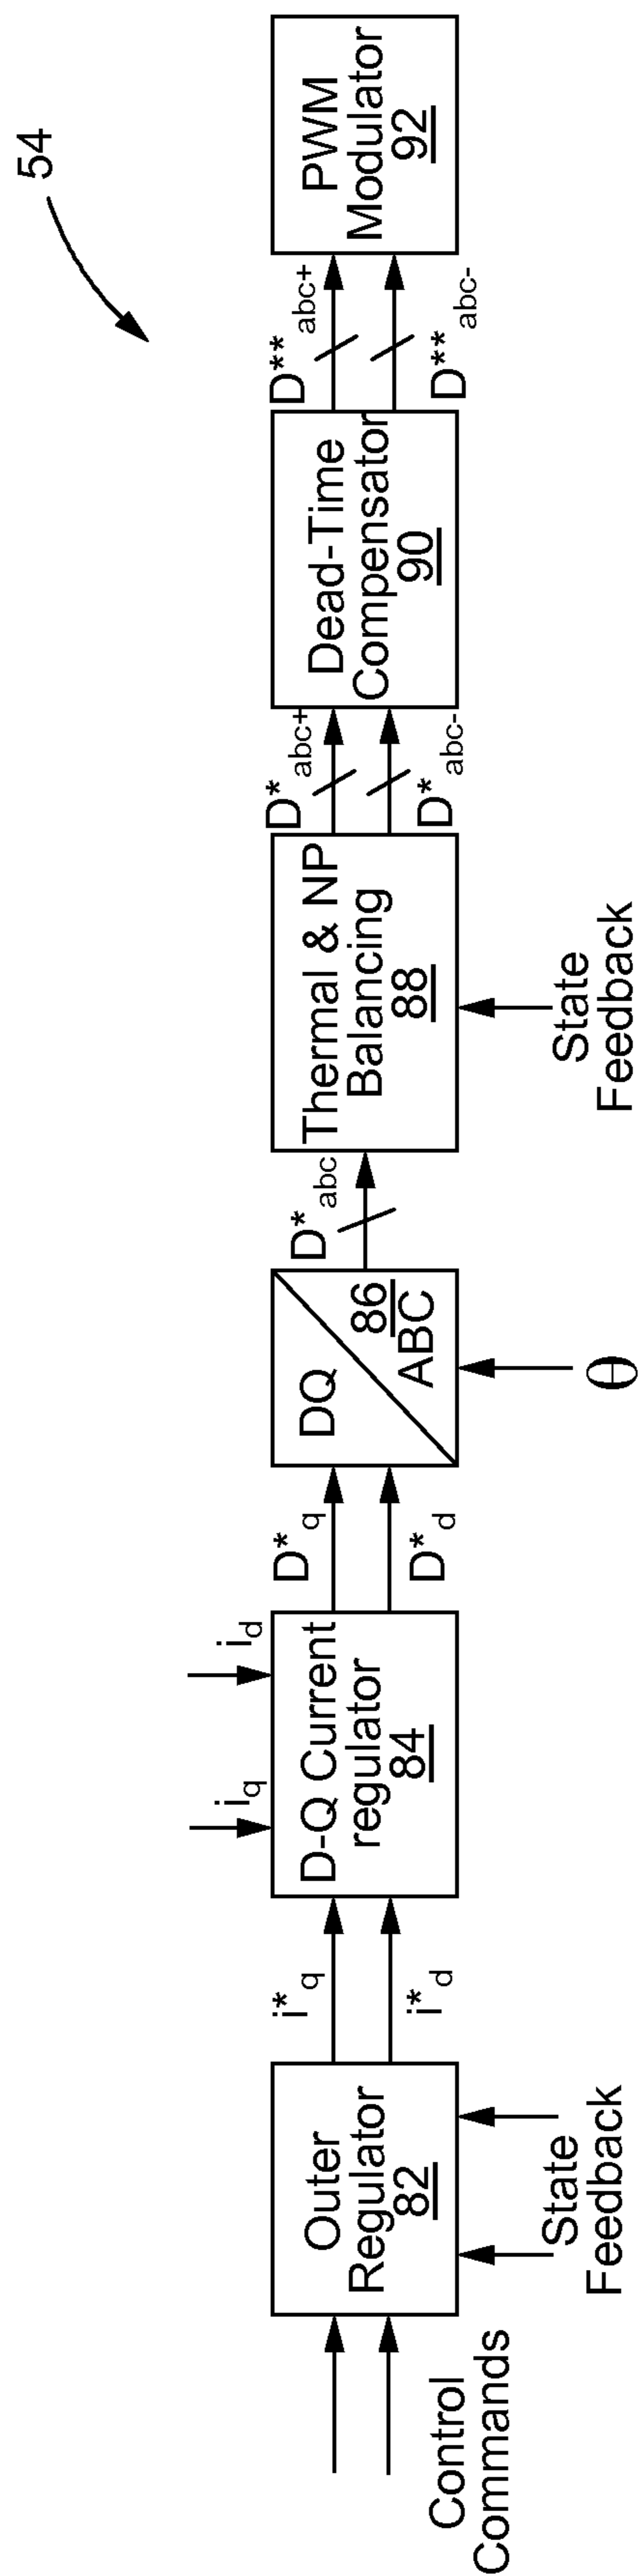 54
Control
Commands
Outer
Regulator
82
State
Feedback
i*q
i*d
iq
id
D-Q Current
regulator
84
D*q
D*d
DQ
86
ABC
θ
D*abc
Thermal & NP
Balancing
88
State
Feedback
D*abc+
D*abc-
Dead-Time
Compensator
90
D**abc+
D**abc-
PWM
Modulator
92